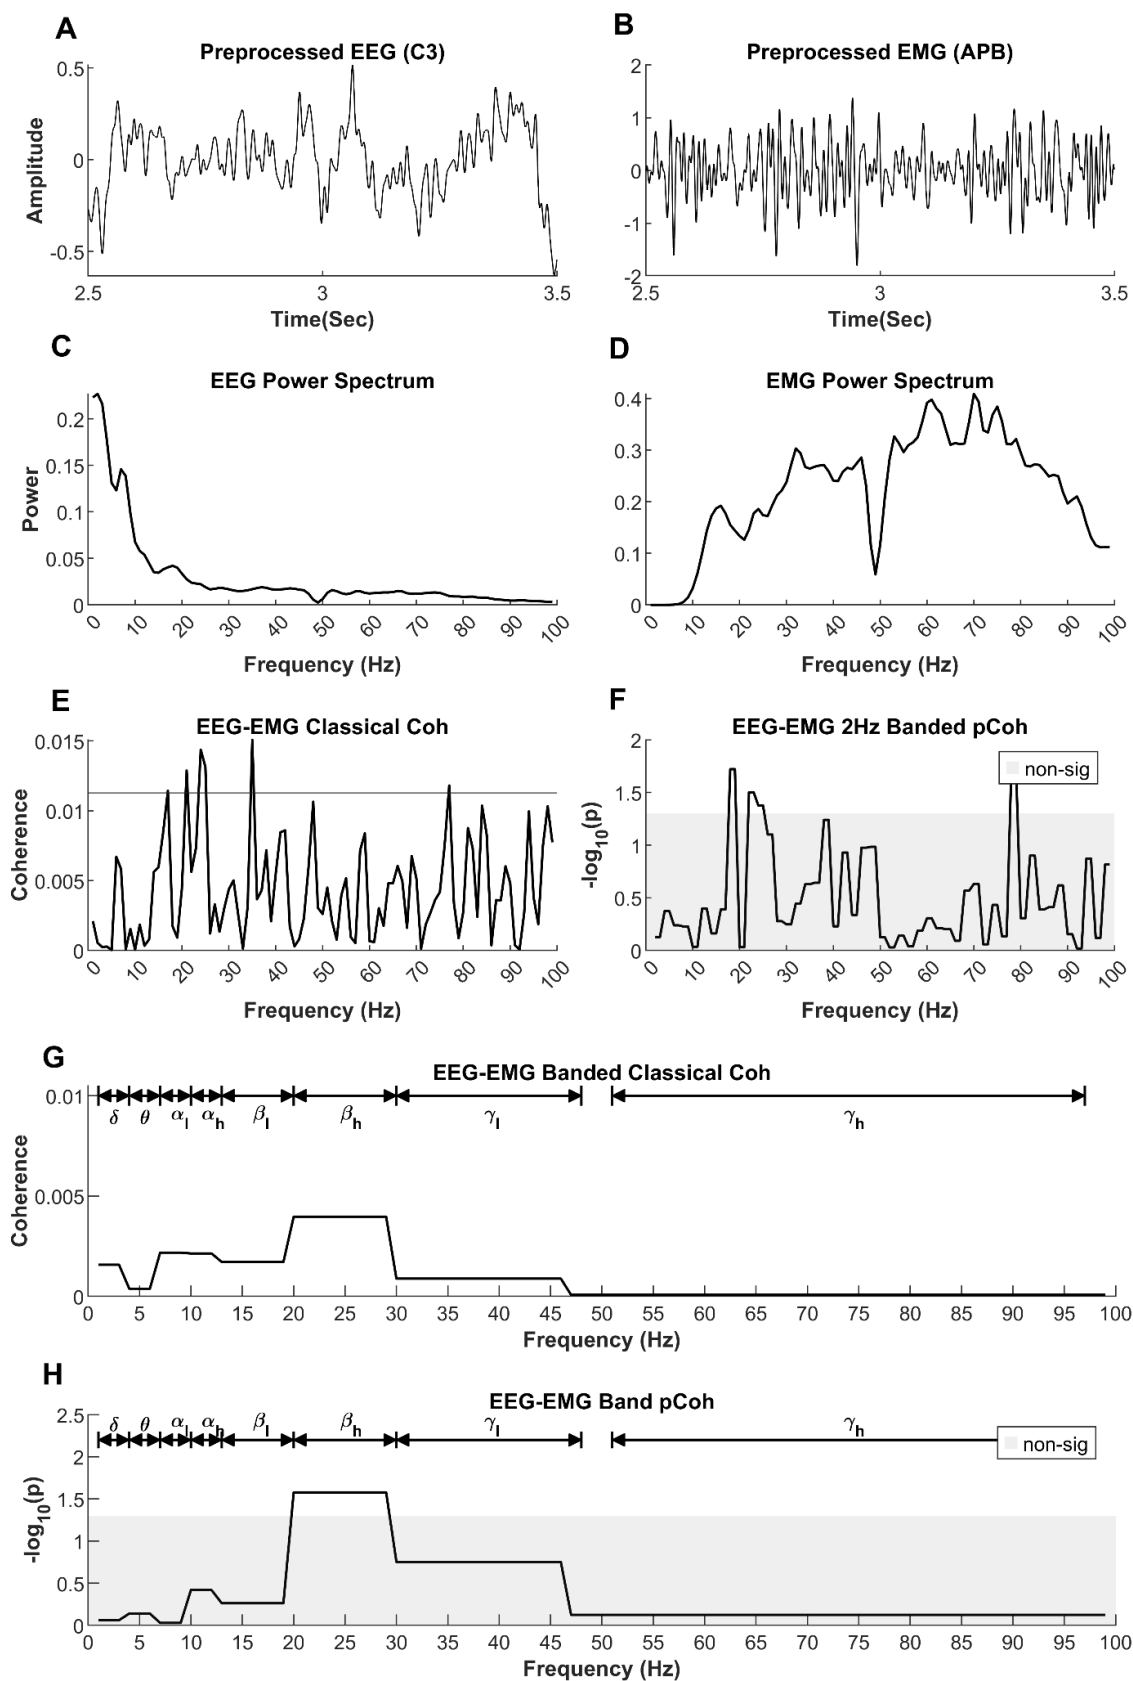 A
Preprocessed EEG (C3)
0.5
0
-0.5
Amplitude
2.5 3 3.5
Time(Sec)
B
Preprocessed EMG (APB)
2
1
0
-1
-2
2.5 3 3.5
Time(Sec)
C
EEG Power Spectrum
0.2
0.15
0.1
0.05
0
Power
0 10 20 30 40 50 60 70 80 90 100
Frequency (Hz)
D
EMG Power Spectrum
0.4
0.3
0.2
0.1
0
0 10 20 30 40 50 60 70 80 90 100
Frequency (Hz)
E
EEG-EMG Classical Coh
0.015
0.01
0.005
0
Coherence
0 10 20 30 40 50 60 70 80 90 100
Frequency (Hz)
F
EEG-EMG 2Hz Banded pCoh
non-sig
2
1.5
1
0.5
0
-log10(p)
0 10 20 30 40 50 60 70 80 90 100
Frequency (Hz)
G
EEG-EMG Banded Classical Coh
δ θ αl αh βl βh γl γh
0.01
0.005
0
Coherence
0 5 10 15 20 25 30 35 40 45 50 55 60 65 70 75 80 85 90 95 100
Frequency (Hz)
H
EEG-EMG Band pCoh
δ θ αl αh βl βh γl γh
non-sig
2.5
2
1.5
1
0.5
0
-log10(p)
0 5 10 15 20 25 30 35 40 45 50 55 60 65 70 75 80 85 90 95 100
Frequency (Hz)